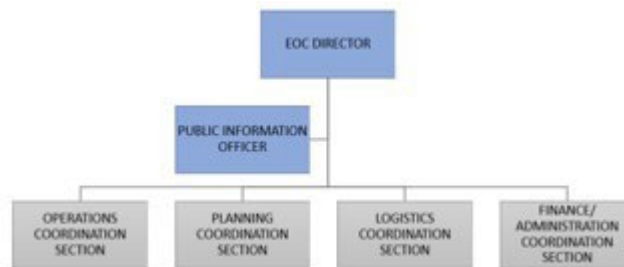 EOC DIRECTOR
PUBLIC INFORMATION
OFFICER
OPERATIONS
COORDINATION
SECTION
PLANNING
COORDINATION
SECTION
LOGISTICS
COORDINATION
SECTION
FINANCE/
ADMINISTRATION
COORDINATION
SECTION